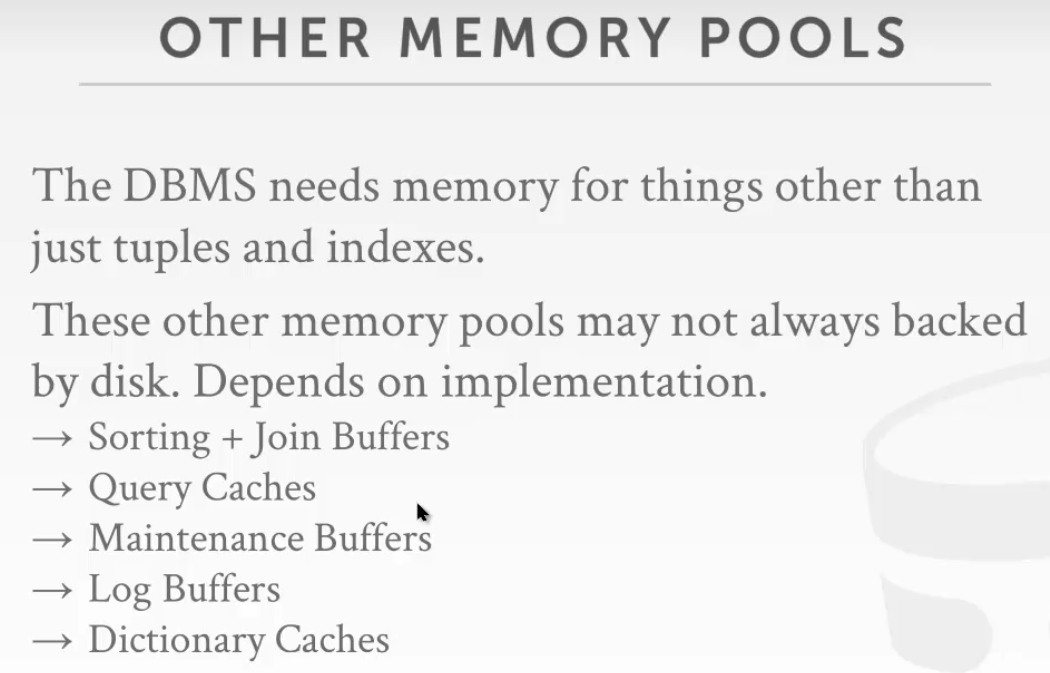 OTHER MEMORY POOLS
The DBMS needs memory for things other than
just tuples and indexes.
These other memory pools may not always backed
by disk. Depends on implementation.
→ Sorting + Join Buffers
→ Query Caches
→ Maintenance Buffers
→ Log Buffers
→ Dictionary Caches